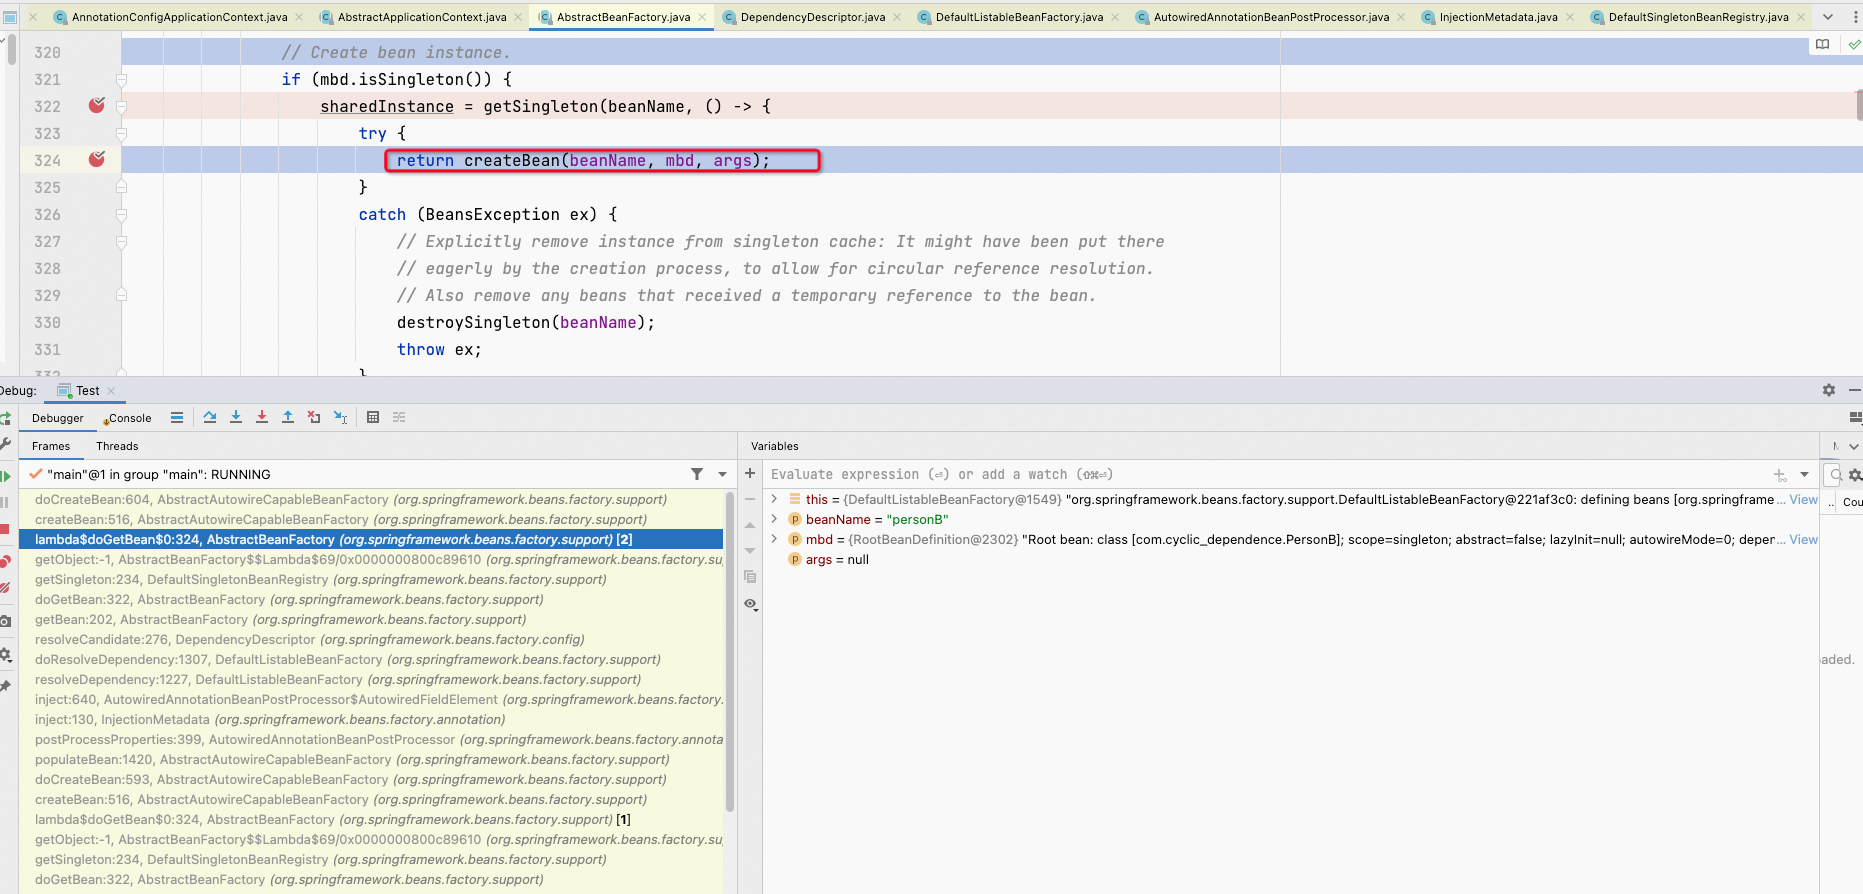 AnnotationConfigApplicationContext.java AbstractApplicationContext.java AbstractBeanFactory.java DependencyDescriptor.java DefaultListableBeanFactory.java AutowiredAnnotationBeanPostProcessor.java InjectionMetadata.java DefaultSingletonBeanRegistry.java
320 // Create bean instance.
321 if (mbd.isSingleton()) {
322 sharedInstance = getSingleton(beanName, () -> {
323 try {
324 return createBean(beanName, mbd, args);
325 }
326 catch (BeansException ex) {
327 // Explicitly remove instance from singleton cache: It might have been put there
328 // eagerly by the creation process, to allow for circular reference resolution.
329 // Also remove any beans that received a temporary reference to the bean.
330 destroySingleton(beanName);
331 throw ex;
332 }
Debug: Test
Debugger Console
Frames Threads
Variables
"main"@1 in group "main": RUNNING
Evaluate expression (⏎) or add a watch (⇧⌘⏎)
doCreateBean:604, AbstractAutowireCapableBeanFactory (org.springframework.beans.factory.support)
createBean:516, AbstractAutowireCapableBeanFactory (org.springframework.beans.factory.support)
lambda$doGetBean$0:324, AbstractBeanFactory (org.springframework.beans.factory.support) [2]
getObject:-1, AbstractBeanFactory$$Lambda$69/0x0000000800c89610 (org.springframework.beans.factory.su
getSingleton:234, DefaultSingletonBeanRegistry (org.springframework.beans.factory.support)
doGetBean:322, AbstractBeanFactory (org.springframework.beans.factory.support)
getBean:202, AbstractBeanFactory (org.springframework.beans.factory.support)
resolveCandidate:276, DependencyDescriptor (org.springframework.beans.factory.config)
doResolveDependency:1307, DefaultListableBeanFactory (org.springframework.beans.factory.support)
resolveDependency:1227, DefaultListableBeanFactory (org.springframework.beans.factory.support)
inject:640, AutowiredAnnotationBeanPostProcessor$AutowiredFieldElement (org.springframework.beans.factory.
inject:130, InjectionMetadata (org.springframework.beans.factory.annotation)
postProcessProperties:399, AutowiredAnnotationBeanPostProcessor (org.springframework.beans.factory.annota
populateBean:1420, AbstractAutowireCapableBeanFactory (org.springframework.beans.factory.support)
doCreateBean:593, AbstractAutowireCapableBeanFactory (org.springframework.beans.factory.support)
createBean:516, AbstractAutowireCapableBeanFactory (org.springframework.beans.factory.support)
lambda$doGetBean$0:324, AbstractBeanFactory (org.springframework.beans.factory.support) [1]
getObject:-1, AbstractBeanFactory$$Lambda$69/0x0000000800c89610 (org.springframework.beans.factory.su
getSingleton:234, DefaultSingletonBeanRegistry (org.springframework.beans.factory.support)
doGetBean:322, AbstractBeanFactory (org.springframework.beans.factory.support)
this = {DefaultListableBeanFactory@1549} "org.springframework.beans.factory.support.DefaultListableBeanFactory@221af3c0: defining beans [org.springframe... View
beanName = "personB"
mbd = {RootBeanDefinition@2302} "Root bean: class [com.cyclic_dependence.PersonB]; scope=singleton; abstract=false; lazyInit=null; autowireMode=0; deper... View
args = null
Cou
aded.